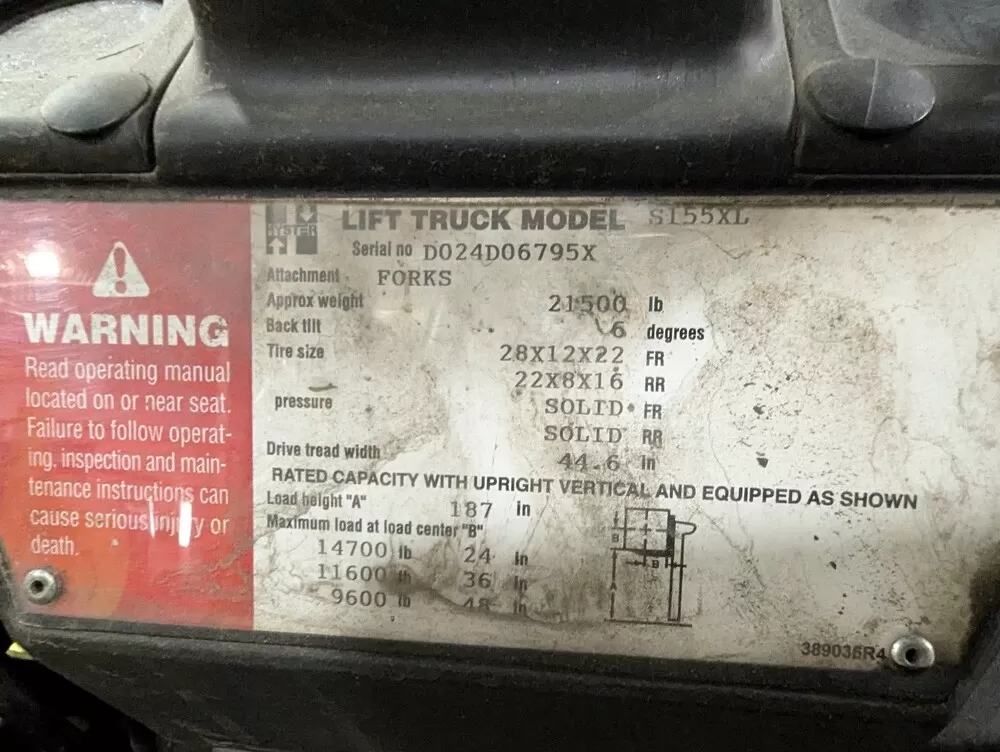 WARNING
Read operating manual
located on or near seat.
Failure to follow operat-
ing, inspection and main-
tenance instructions can
cause serious injury or
death.
HYSTER
LIFT TRUCK MODEL S155XL
Serial no D024D06795X
Attachment FORKS
Approx weight 21500 lb
Back tilt 6 degrees
Tire size 28X12X22 FR
22X8X16 RR
pressure SOLID FR
SOLID RR
Drive tread width 44.6 in
RATED CAPACITY WITH UPRIGHT VERTICAL AND EQUIPPED AS SHOWN
Load height "A" 187 in
Maximum load at load center "B"
14700 lb 24 in
11600 lb 36 in
9600 lb 48 in
B
B
A
389036R4